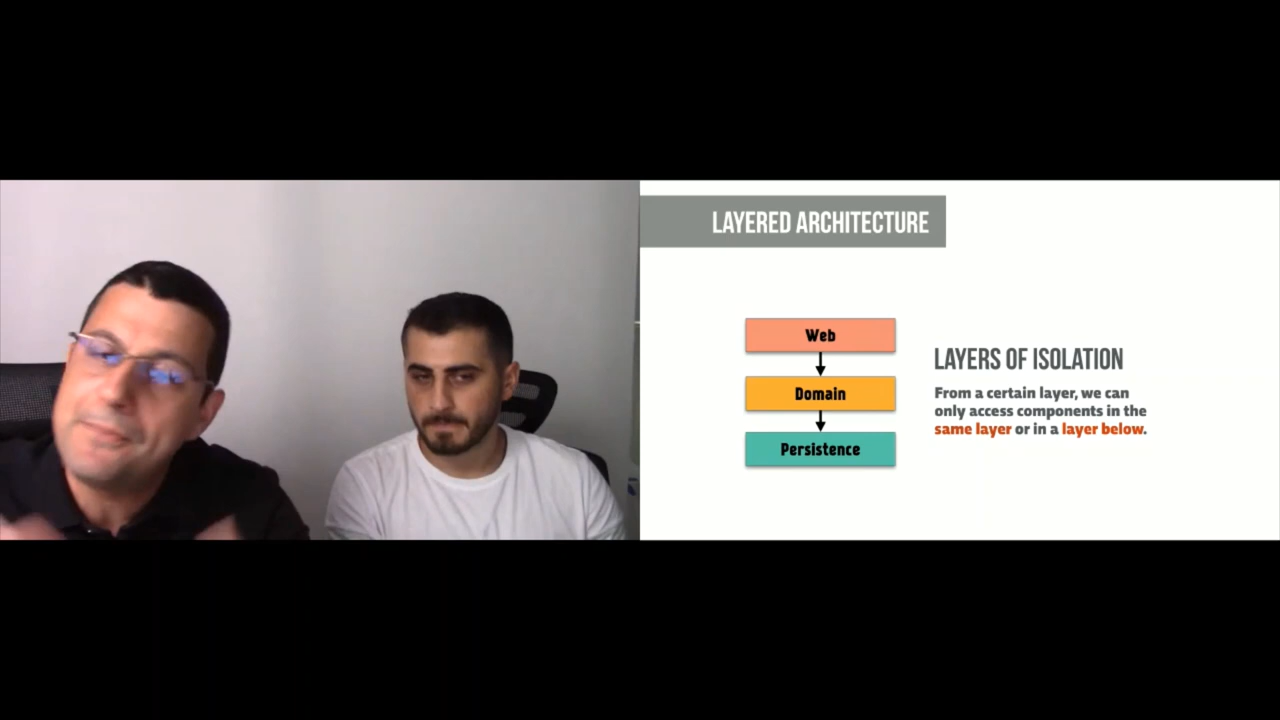 LAYERED ARCHITECTURE
Web
Domain
Persistence
LAYERS OF ISOLATION
From a certain layer, we can
only access components in the
same layer or in a layer below.